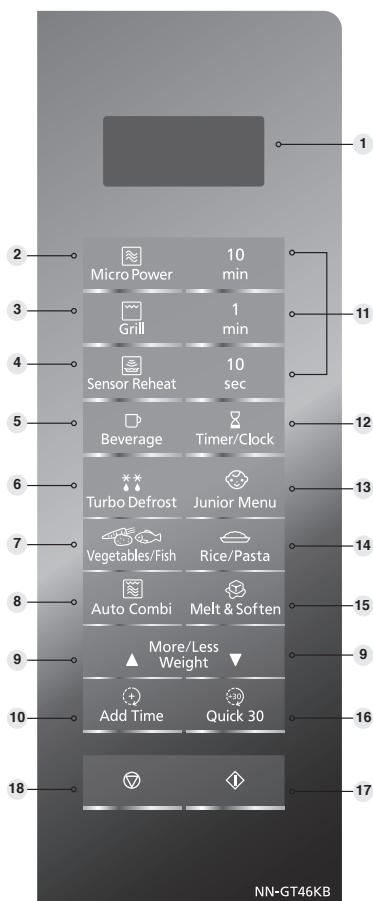 1
2
Micro Power
10
min
3
Grill
1
min
11
4
Sensor Reheat
10
sec
5
Beverage
Timer/Clock
12
6
Turbo Defrost
Junior Menu
13
7
Vegetables/Fish
Rice/Pasta
14
8
Auto Combi
Melt & Soften
15
9
More/Less
Weight
9
10
+
Add Time
+30
Quick 30
16
18
17
NN-GT46KB